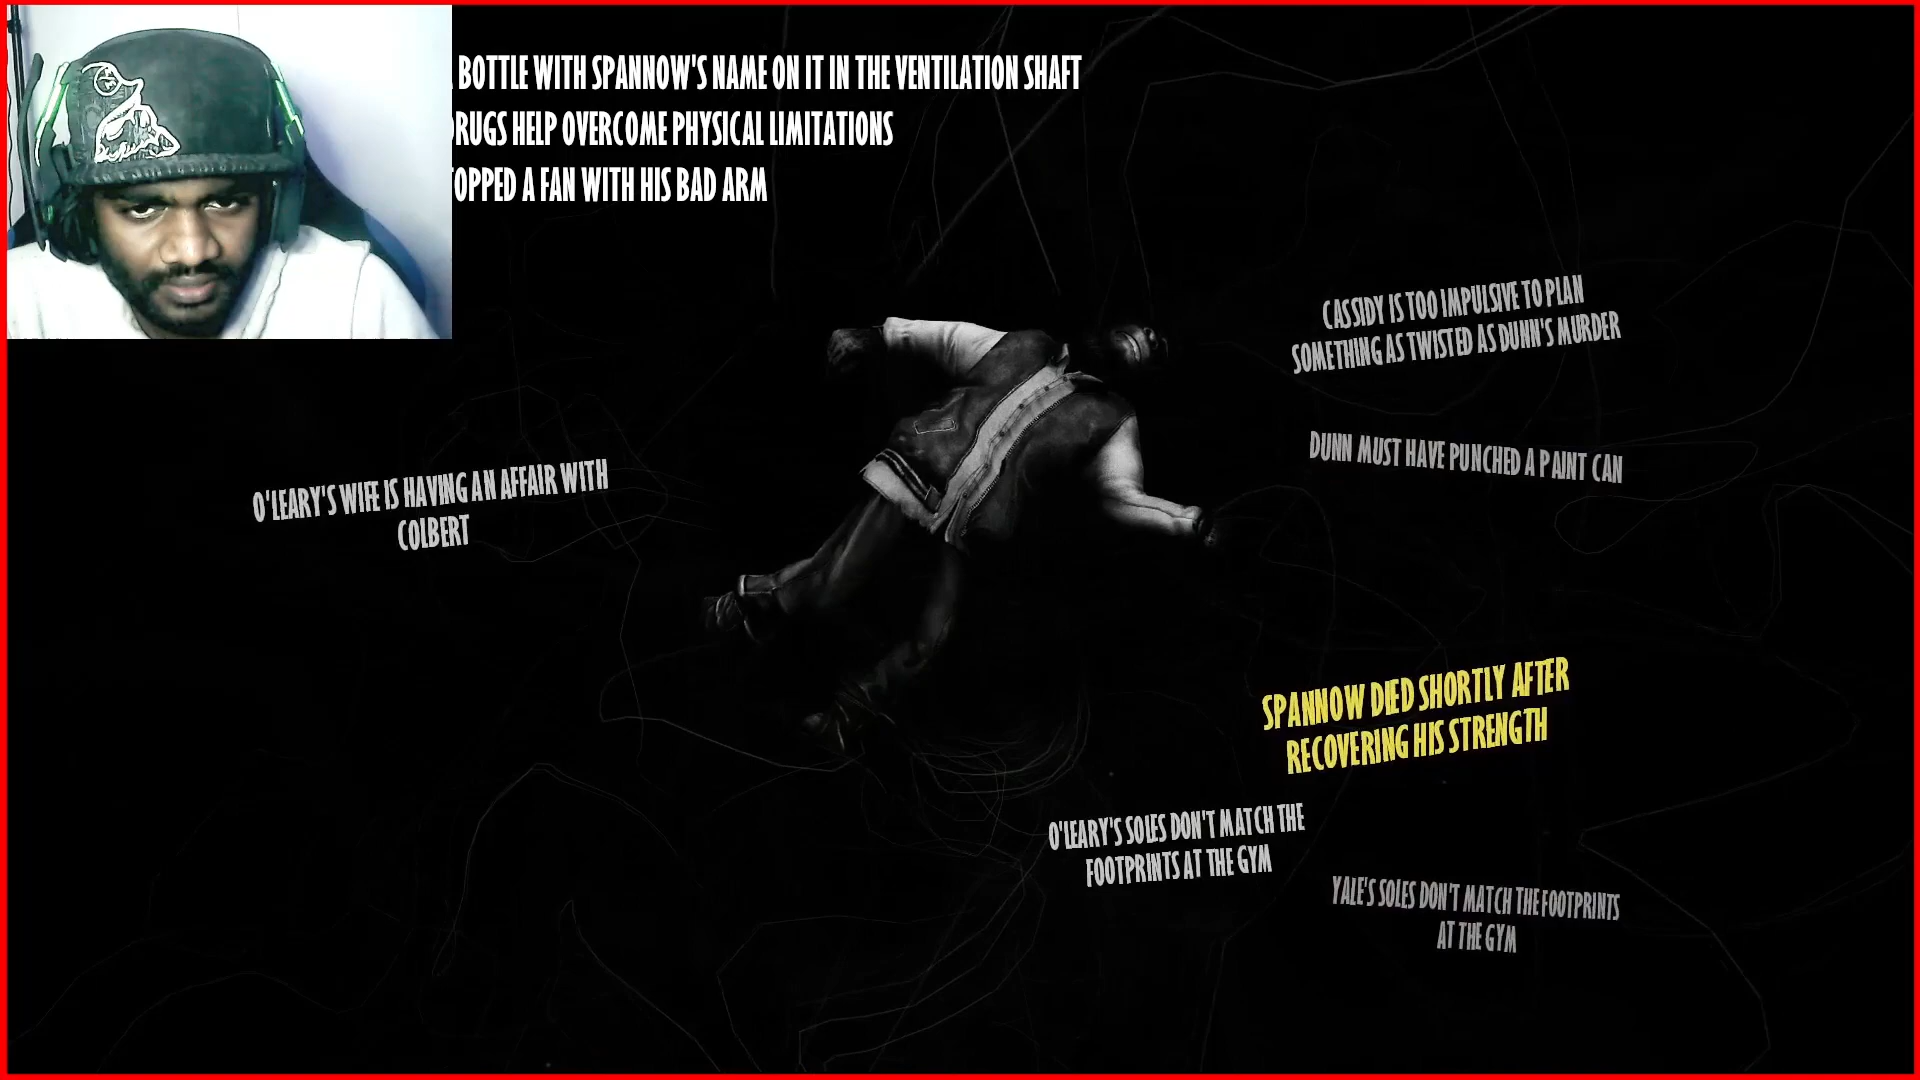 BOTTLE WITH SPANNOW'S NAME ON IT IN THE VENTILATION SHAFT
DRUGS HELP OVERCOME PHYSICAL LIMITATIONS
TOPPED A FAN WITH HIS BAD ARM
CASSIDY IS TOO IMPULSIVE TO PLAN
SOMETHING AS TWISTED AS DUNN'S MURDER
DUNN MUST HAVE PUNCHED A PAINT CAN
O'LEARY'S WIFE IS HAVING AN AFFAIR WITH
COLBERT
SPANNOW DIED SHORTLY AFTER
RECOVERING HIS STRENGTH
O'LEARY'S SOLES DON'T MATCH THE
FOOTPRINTS AT THE GYM
YALE'S SOLES DON'T MATCH THE FOOTPRINTS
AT THE GYM